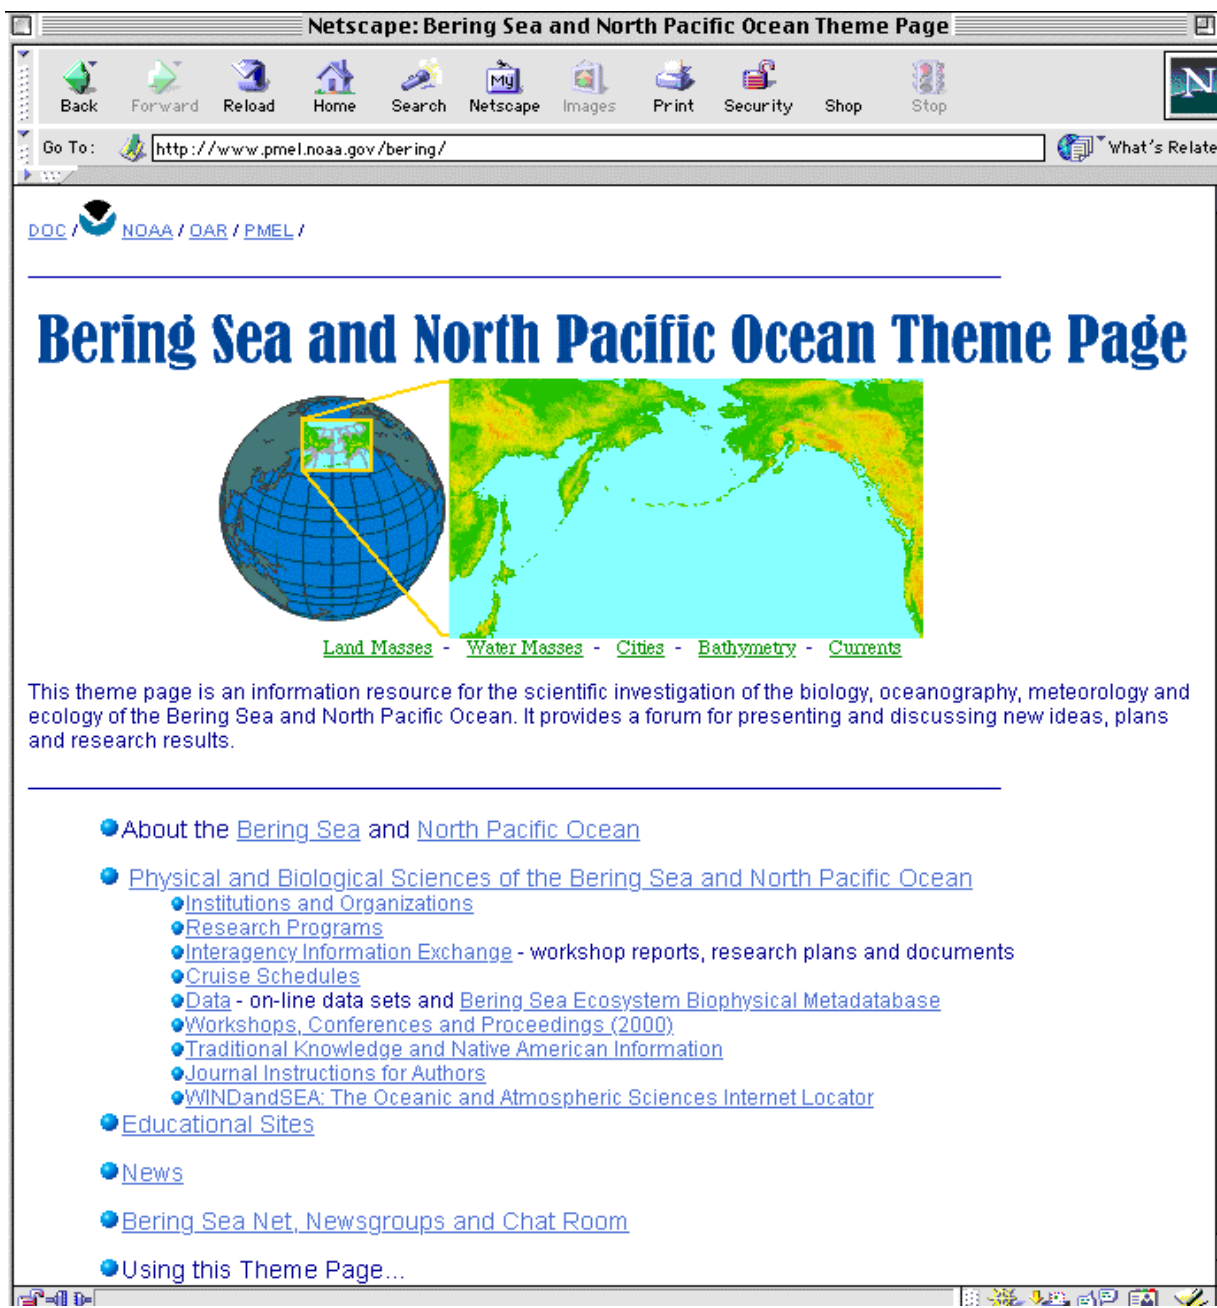 Netscape: Bering Sea and North Pacific Ocean Theme Page
Back Forward Reload Home Search Netscape Images Print Security Shop Stop
My
N
Go To: http://www.pmel.noaa.gov/bering/ What's Relate
DOC / NOAA / OAR / PMEL /
Bering Sea and North Pacific Ocean Theme Page
Land Masses - Water Masses - Cities - Bathymetry - Currents
This theme page is an information resource for the scientific investigation of the biology, oceanography, meteorology and
ecology of the Bering Sea and North Pacific Ocean. It provides a forum for presenting and discussing new ideas, plans
and research results.
About the Bering Sea and North Pacific Ocean
Physical and Biological Sciences of the Bering Sea and North Pacific Ocean
Institutions and Organizations
Research Programs
Interagency Information Exchange - workshop reports, research plans and documents
Cruise Schedules
Data - on-line data sets and Bering Sea Ecosystem Biophysical Metadatabase
Workshops, Conferences and Proceedings (2000)
Traditional Knowledge and Native American Information
Journal Instructions for Authors
WINDandSEA: The Oceanic and Atmospheric Sciences Internet Locator
Educational Sites
News
Bering Sea Net, Newsgroups and Chat Room
Using this Theme Page...